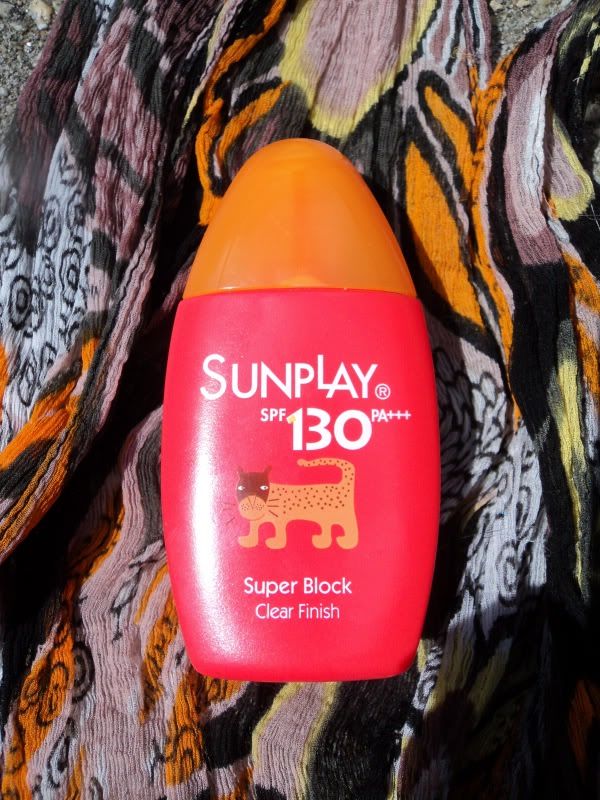 SUNPLAY®
SPF 130 PA+++
Super Block
Clear Finish